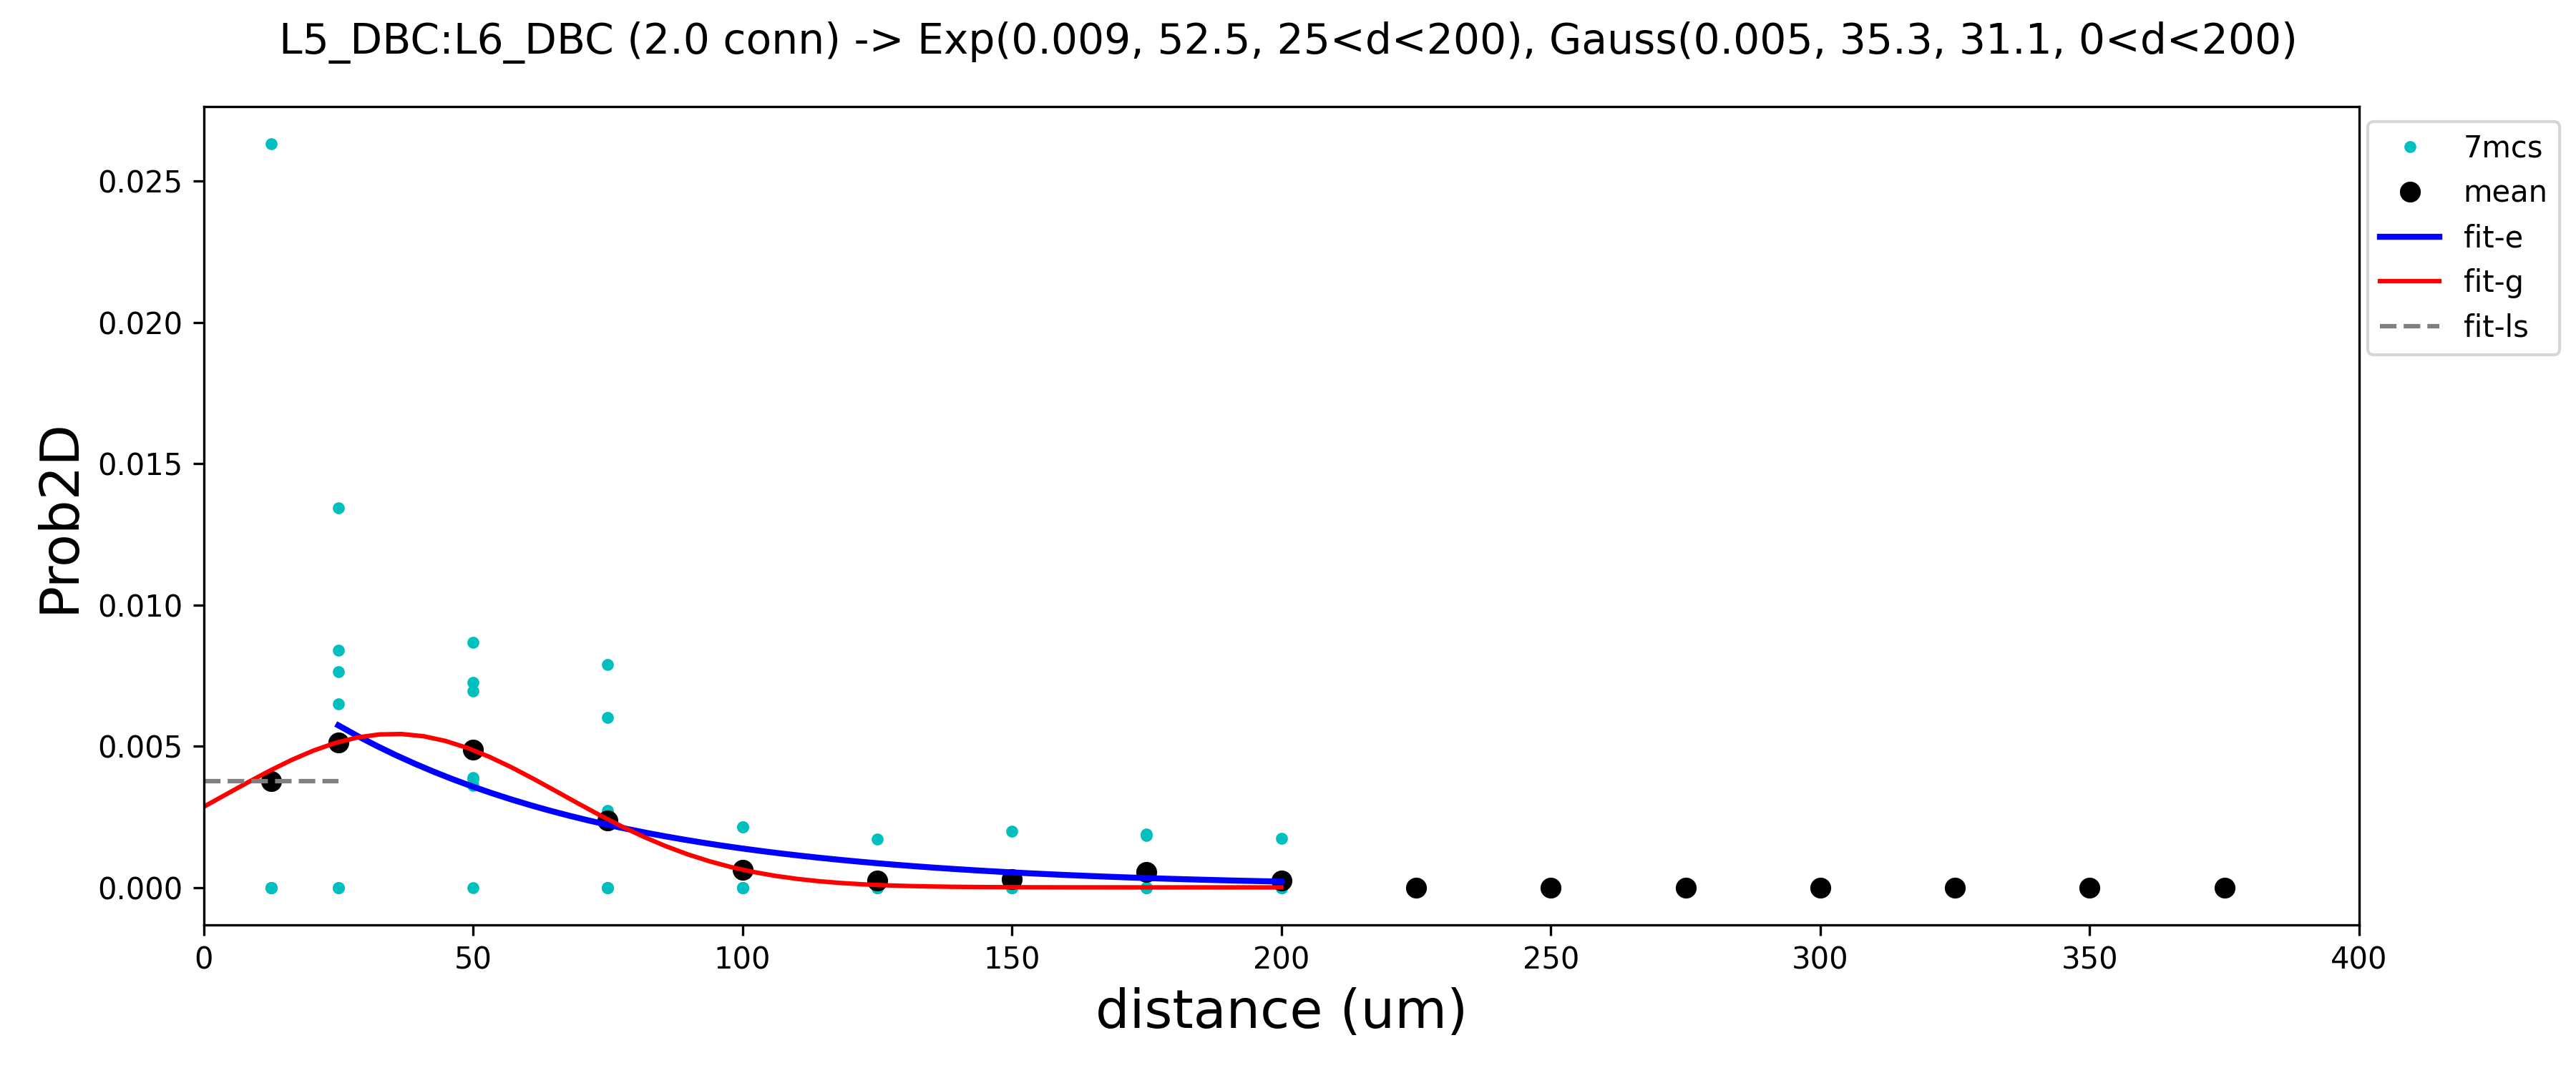 L5_DBC:L6_DBC (2.0 conn) -> Exp(0.009, 52.5, 25<d<200), Gauss(0.005, 35.3, 31.1, 0<d<200)
7mcs
mean
fit-e
fit-g
fit-ls
Prob2D
0.025
0.020
0.015
0.010
0.005
0.000
0 50 100 150 200 250 300 350 400
distance (um)